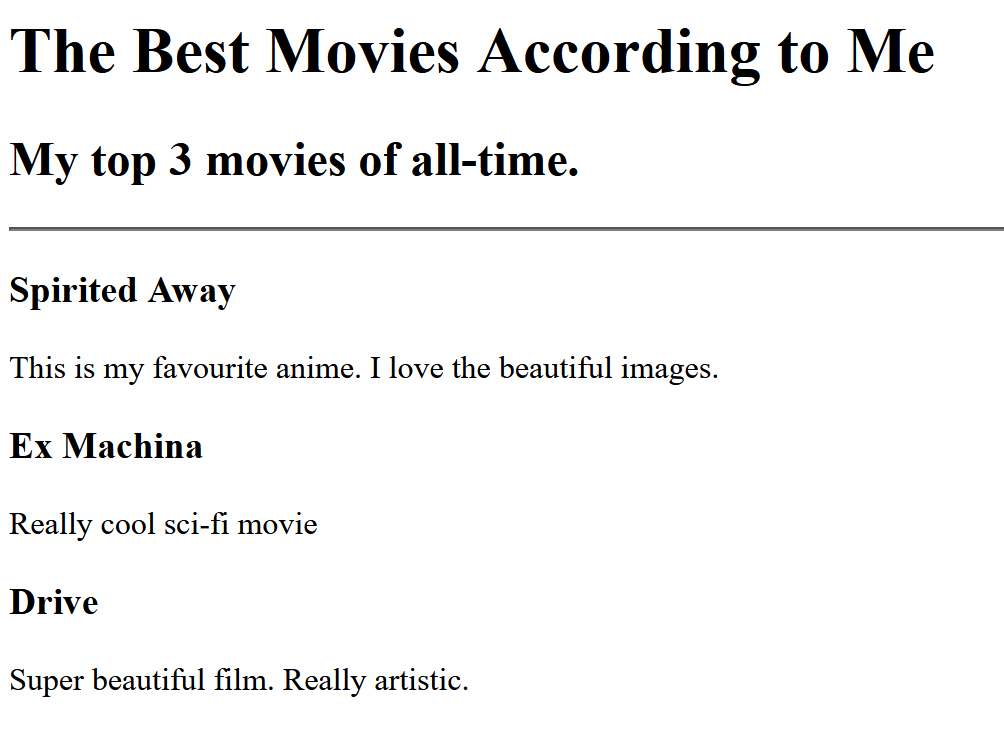 The Best Movies According to Me
My top 3 movies of all-time.
Spirited Away
This is my favourite anime. I love the beautiful images.
Ex Machina
Really cool sci-fi movie
Drive
Super beautiful film. Really artistic.